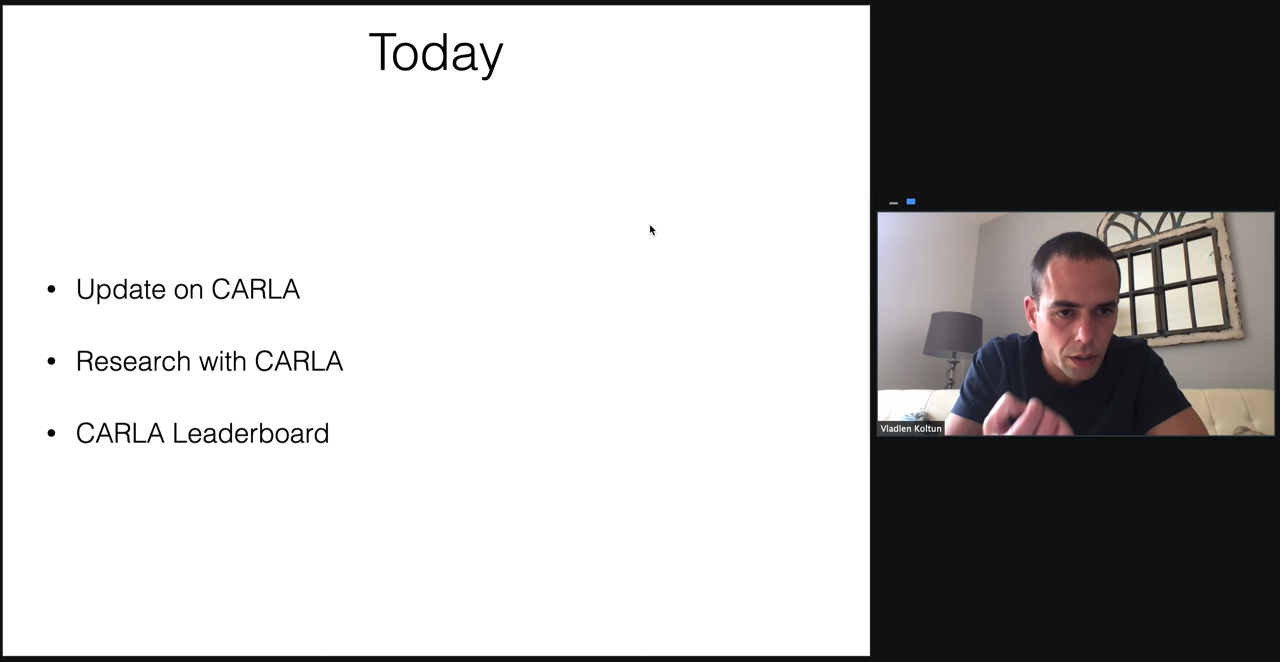 Today
• Update on CARLA
• Research with CARLA
• CARLA Leaderboard
Vladlen Koltun